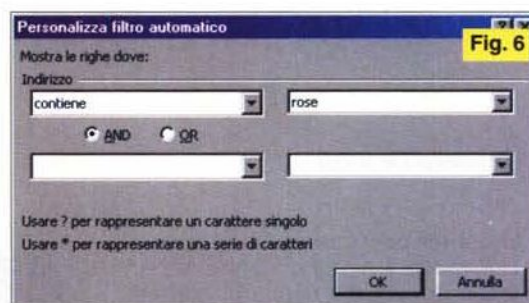 Personalizza filtro automatico
Fig. 6
Mostra le righe dove:
Indirizzo
contiene rose
AND OR
Usare ? per rappresentare un carattere singolo
Usare * per rappresentare una serie di caratteri
OK Annulla